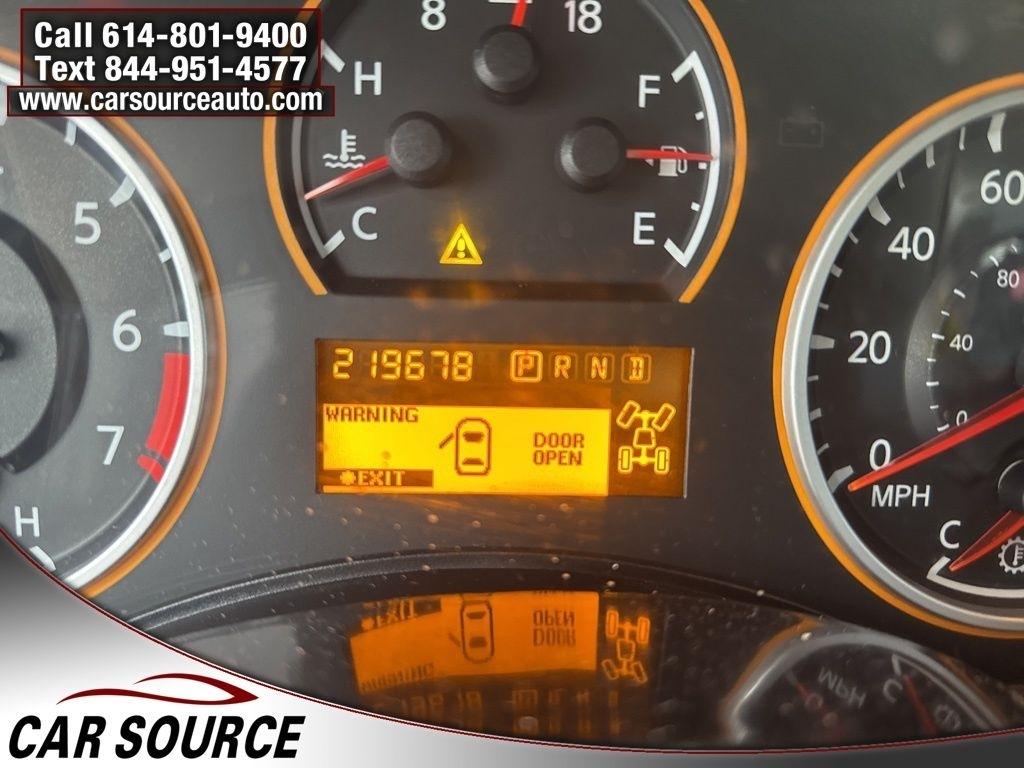 Call 614-801-9400
Text 844-951-4577
www.carsourceauto.com
8 18
H F
C E
5
6
7
H
60
40
20
0
MPH
80
40
0
C
219678 P R N D
WARNING
DOOR
OPEN
EXIT
CAR SOURCE